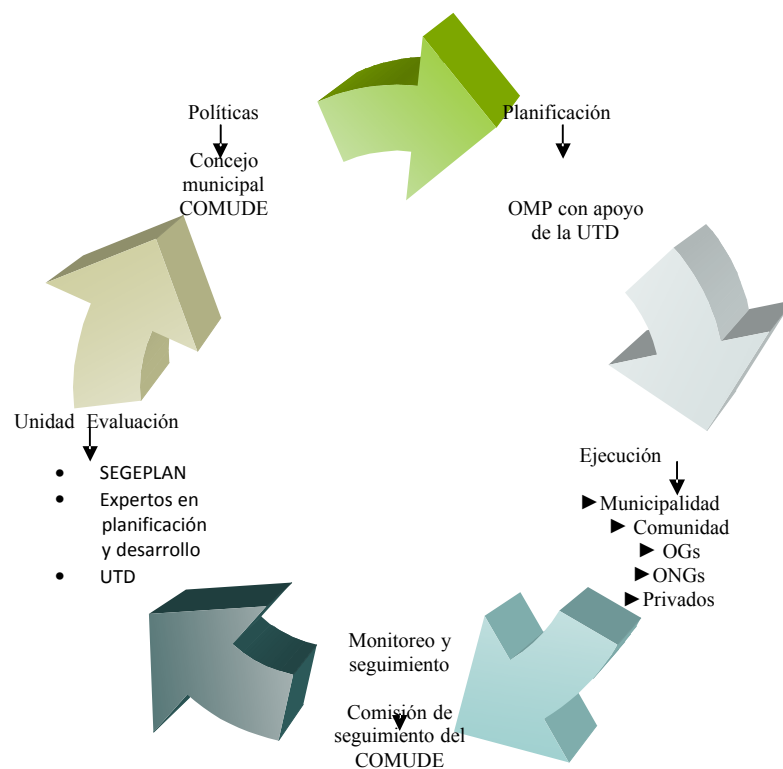 Políticas
Concejo
municipal
COMUDE
Planificación
OMP con apoyo
de la UTD
Ejecución
►Municipalidad
► Comunidad
► OGs
►ONGs
►Privados
Monitoreo y
seguimiento
Comisión de
seguimiento del
COMUDE
Unidad Evaluación
• SEGEPLAN
• Expertos en
planificación
y desarrollo
• UTD